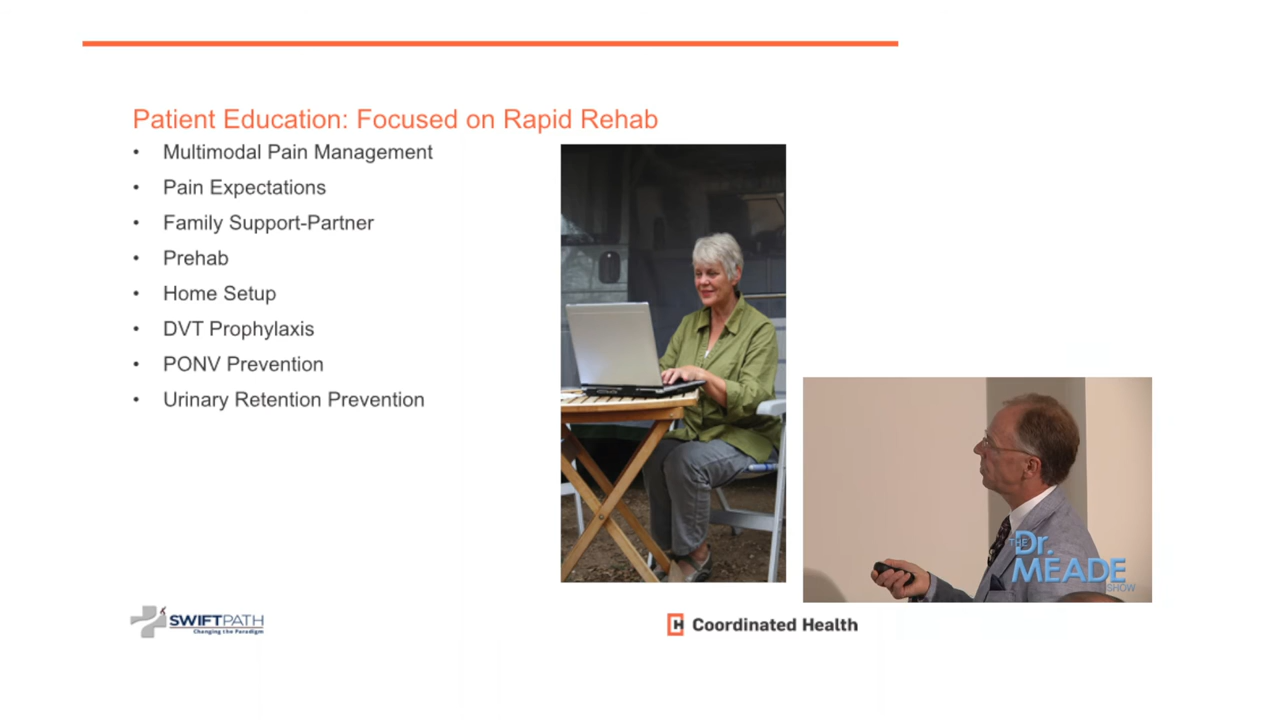 Patient Education: Focused on Rapid Rehab
• Multimodal Pain Management
• Pain Expectations
• Family Support-Partner
• Prehab
• Home Setup
• DVT Prophylaxis
• PONV Prevention
• Urinary Retention Prevention
THE
Dr.
MEADE
SHOW
SWIFTPATH
Changing the Paradigm
H Coordinated Health